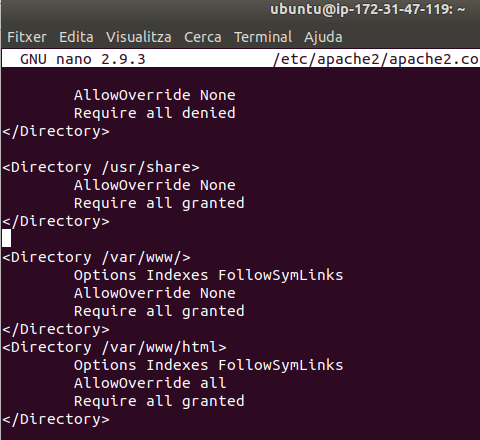 ubuntu@ip-172-31-47-119: ~
Fitxer Edita Visualitza Cerca Terminal Ajuda
GNU nano 2.9.3 /etc/apache2/apache2.co
AllowOverride None
Require all denied
</Directory>
<Directory /usr/share>
AllowOverride None
Require all granted
</Directory>
<Directory /var/www/>
Options Indexes FollowSymLinks
AllowOverride None
Require all granted
</Directory>
<Directory /var/www/html>
Options Indexes FollowSymLinks
AllowOverride all
Require all granted
</Directory>